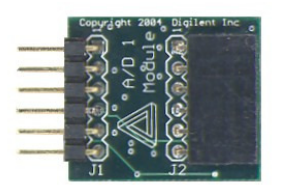 Copyright 2004 Digilent Inc
A/D 1
Module
J1
J2